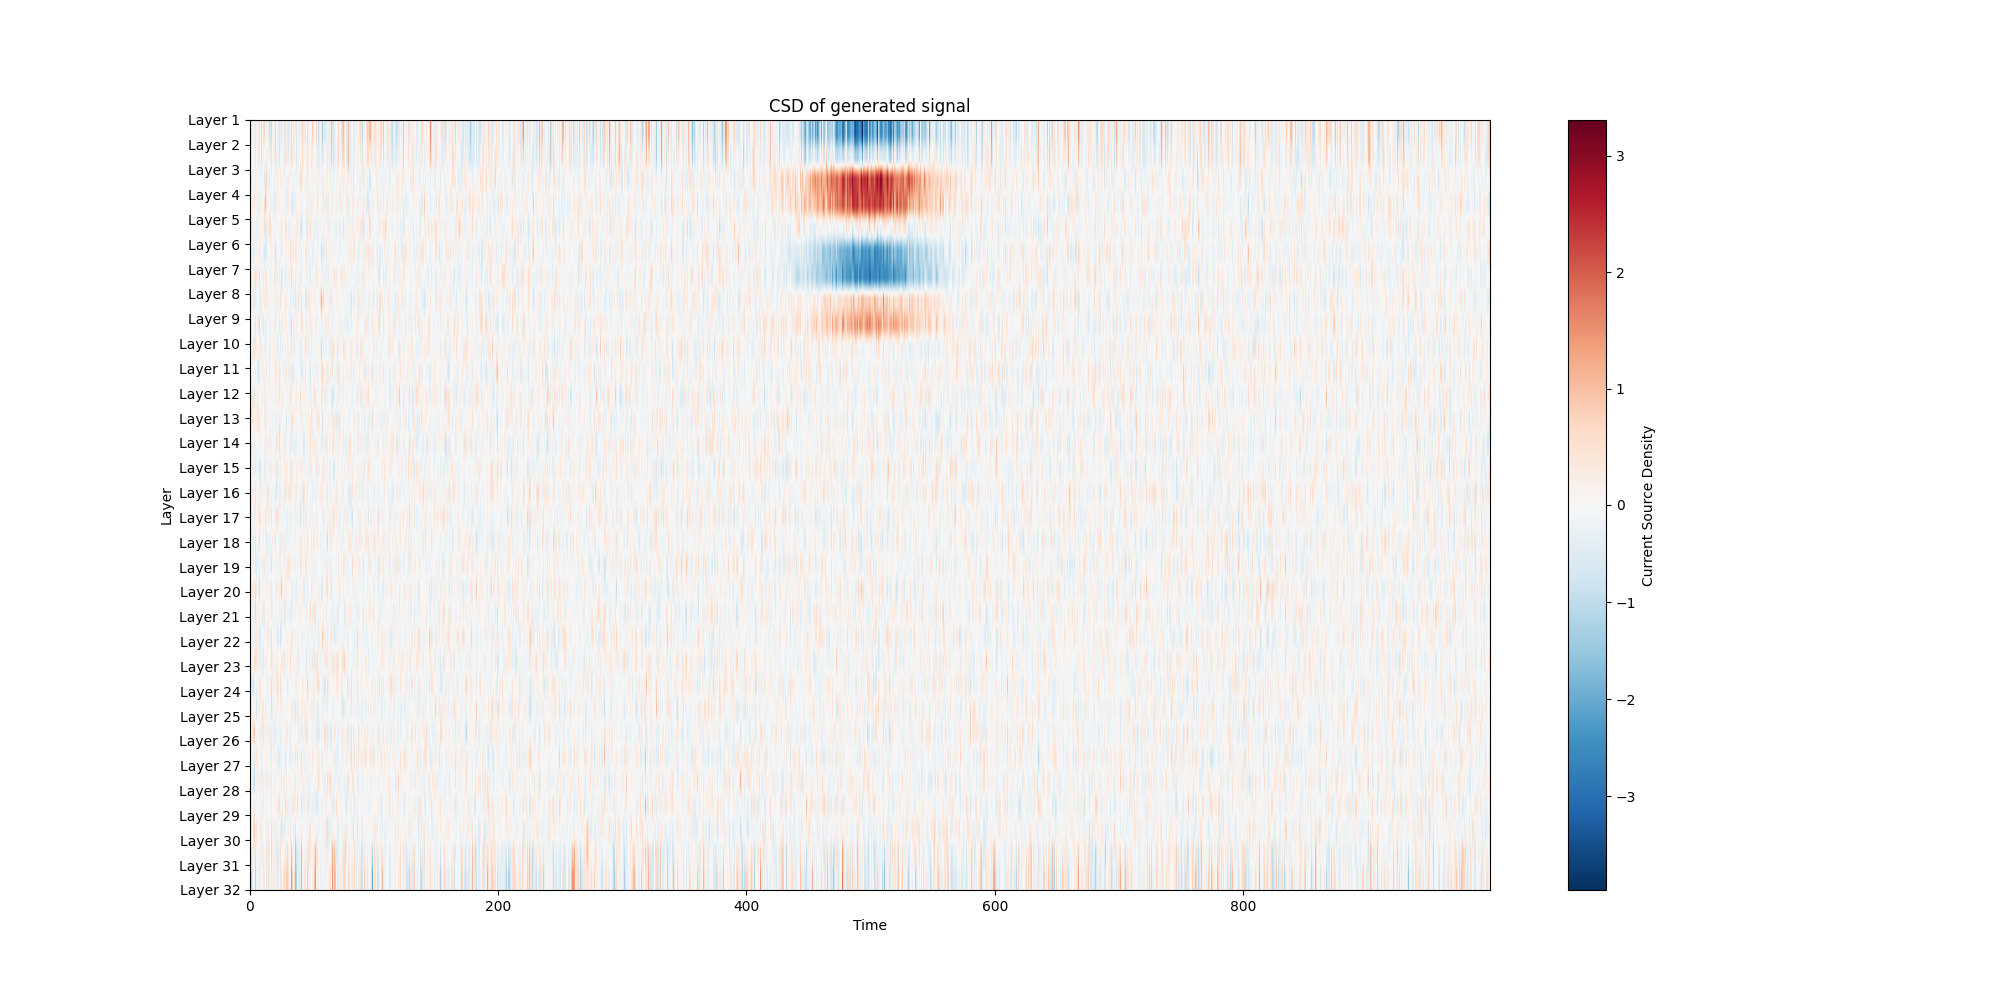 CSD of generated signal
Layer 1
Layer 2
Layer 3
Layer 4
Layer 5
Layer 6
Layer 7
Layer 8
Layer 9
Layer 10
Layer 11
Layer 12
Layer 13
Layer 14
Layer 15
Layer 16
Layer 17
Layer 18
Layer 19
Layer 20
Layer 21
Layer 22
Layer 23
Layer 24
Layer 25
Layer 26
Layer 27
Layer 28
Layer 29
Layer 30
Layer 31
Layer 32
Layer
0 200 400 600 800
Time
3
2
1
0
−1
−2
−3
Current Source Density